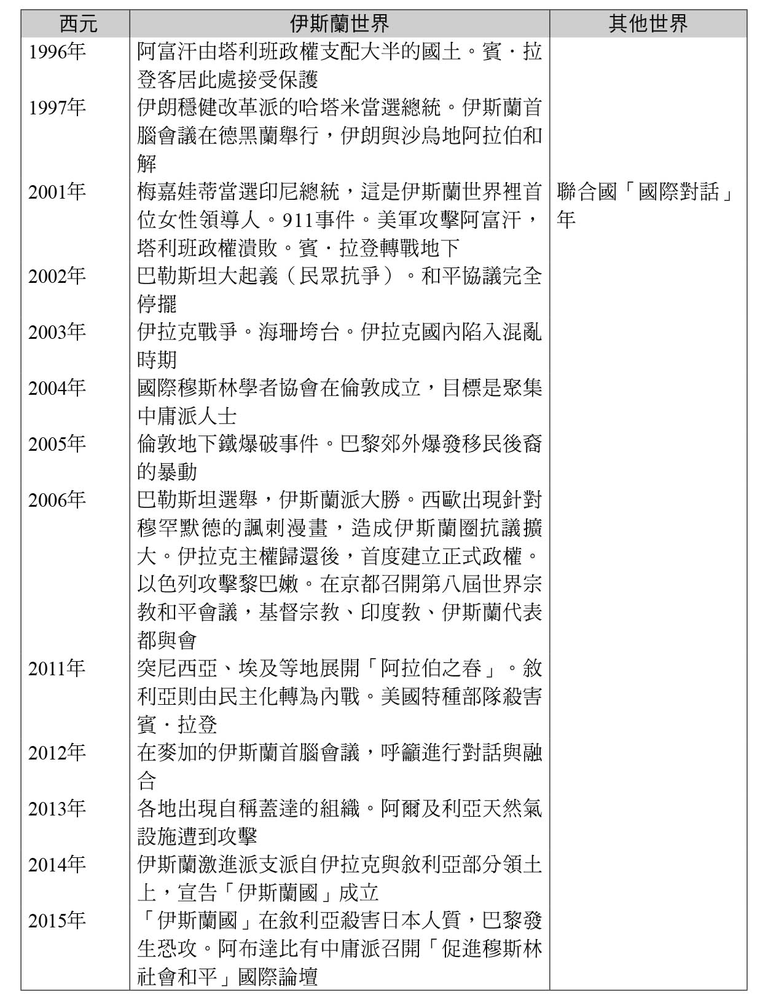 西元 伊斯蘭世界 其他世界
1996年 阿富汗由塔利班政權支配大半的國土。賓·拉
登客居此處接受保護
1997年 伊朗穩健改革派的哈塔米當選總統。伊斯蘭首
腦會議在德黑蘭舉行，伊朗與沙烏地阿拉伯和
解
2001年 梅嘉娃蒂當選印尼總統，這是伊斯蘭世界裡首 聯合國「國際對話」
位女性領導人。911事件。美軍攻擊阿富汗， 年
塔利班政權潰敗。賓·拉登轉戰地下
2002年 巴勒斯坦大起義（民眾抗爭）。和平協議完全
停擺
2003年 伊拉克戰爭。海珊垮台。伊拉克國內陷入混亂
時期
2004年 國際穆斯林學者協會在倫敦成立，目標是聚集
中庸派人士
2005年 倫敦地下鐵爆破事件。巴黎郊外爆發移民後裔
的暴動
2006年 巴勒斯坦選舉，伊斯蘭派大勝。西歐出現針對
穆罕默德的諷刺漫畫，造成伊斯蘭圈抗議擴
大。伊拉克主權歸還後，首度建立正式政權。
以色列攻擊黎巴嫩。在京都召開第八屆世界宗
教和平會議，基督宗教、印度教、伊斯蘭代表
都與會
2011年 突尼西亞、埃及等地展開「阿拉伯之春」。敘
利亞則由民主化轉為內戰。美國特種部隊殺害
賓·拉登
2012年 在麥加的伊斯蘭首腦會議，呼籲進行對話與融
合
2013年 各地出現自稱蓋達的組織。阿爾及利亞天然氣
設施遭到攻擊
2014年 伊斯蘭激進派支派自伊拉克與敘利亞部分領土
上，宣告「伊斯蘭國」成立
2015年 「伊斯蘭國」在敘利亞殺害日本人質，巴黎發
生恐攻。阿布達比有中庸派召開「促進穆斯林
社會和平」國際論壇